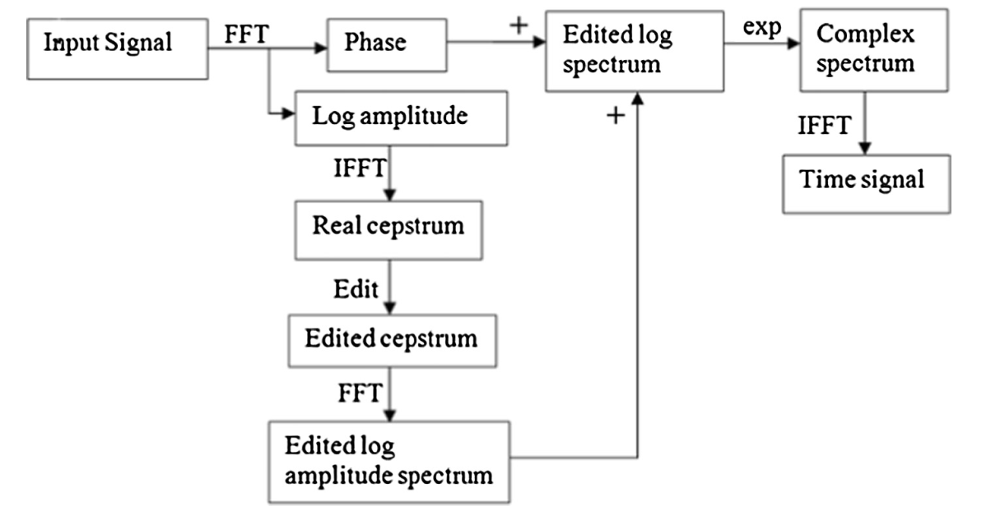 Input Signal
FFT
Phase
+
Edited log
spectrum
exp
Complex
spectrum
Log amplitude
+
IFFT
Time signal
IFFT
Real cepstrum
Edit
Edited cepstrum
FFT
Edited log
amplitude spectrum